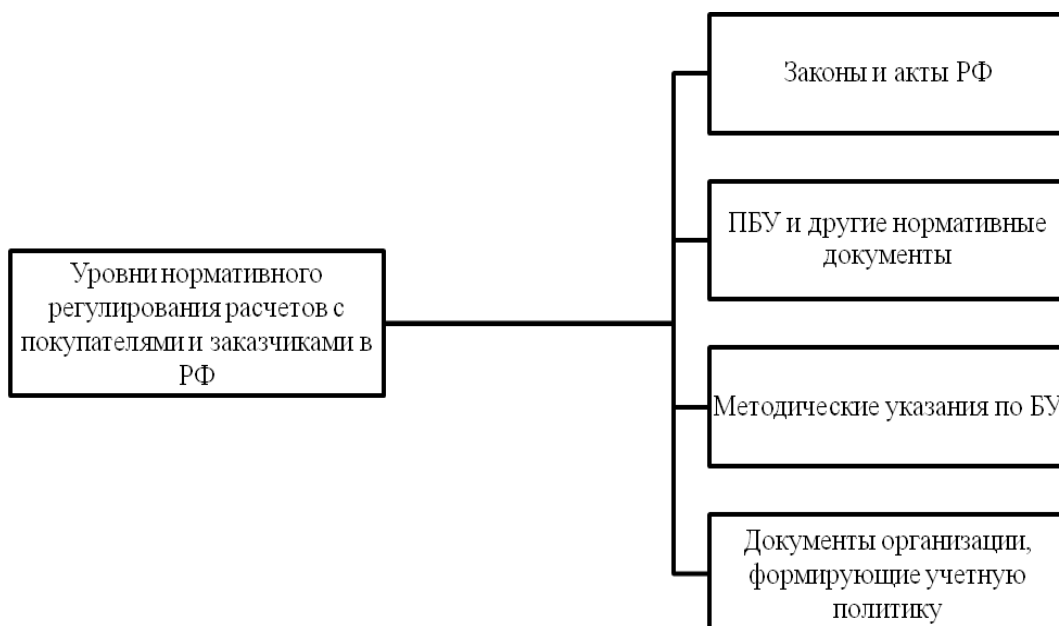 Уровни нормативного
регулирования расчетов с
покупателями и заказчиками в
РФ
Законы и акты РФ
ПБУ и другие нормативные
документы
Методические указания по БУ
Документы организации,
формирующие учетную
политику